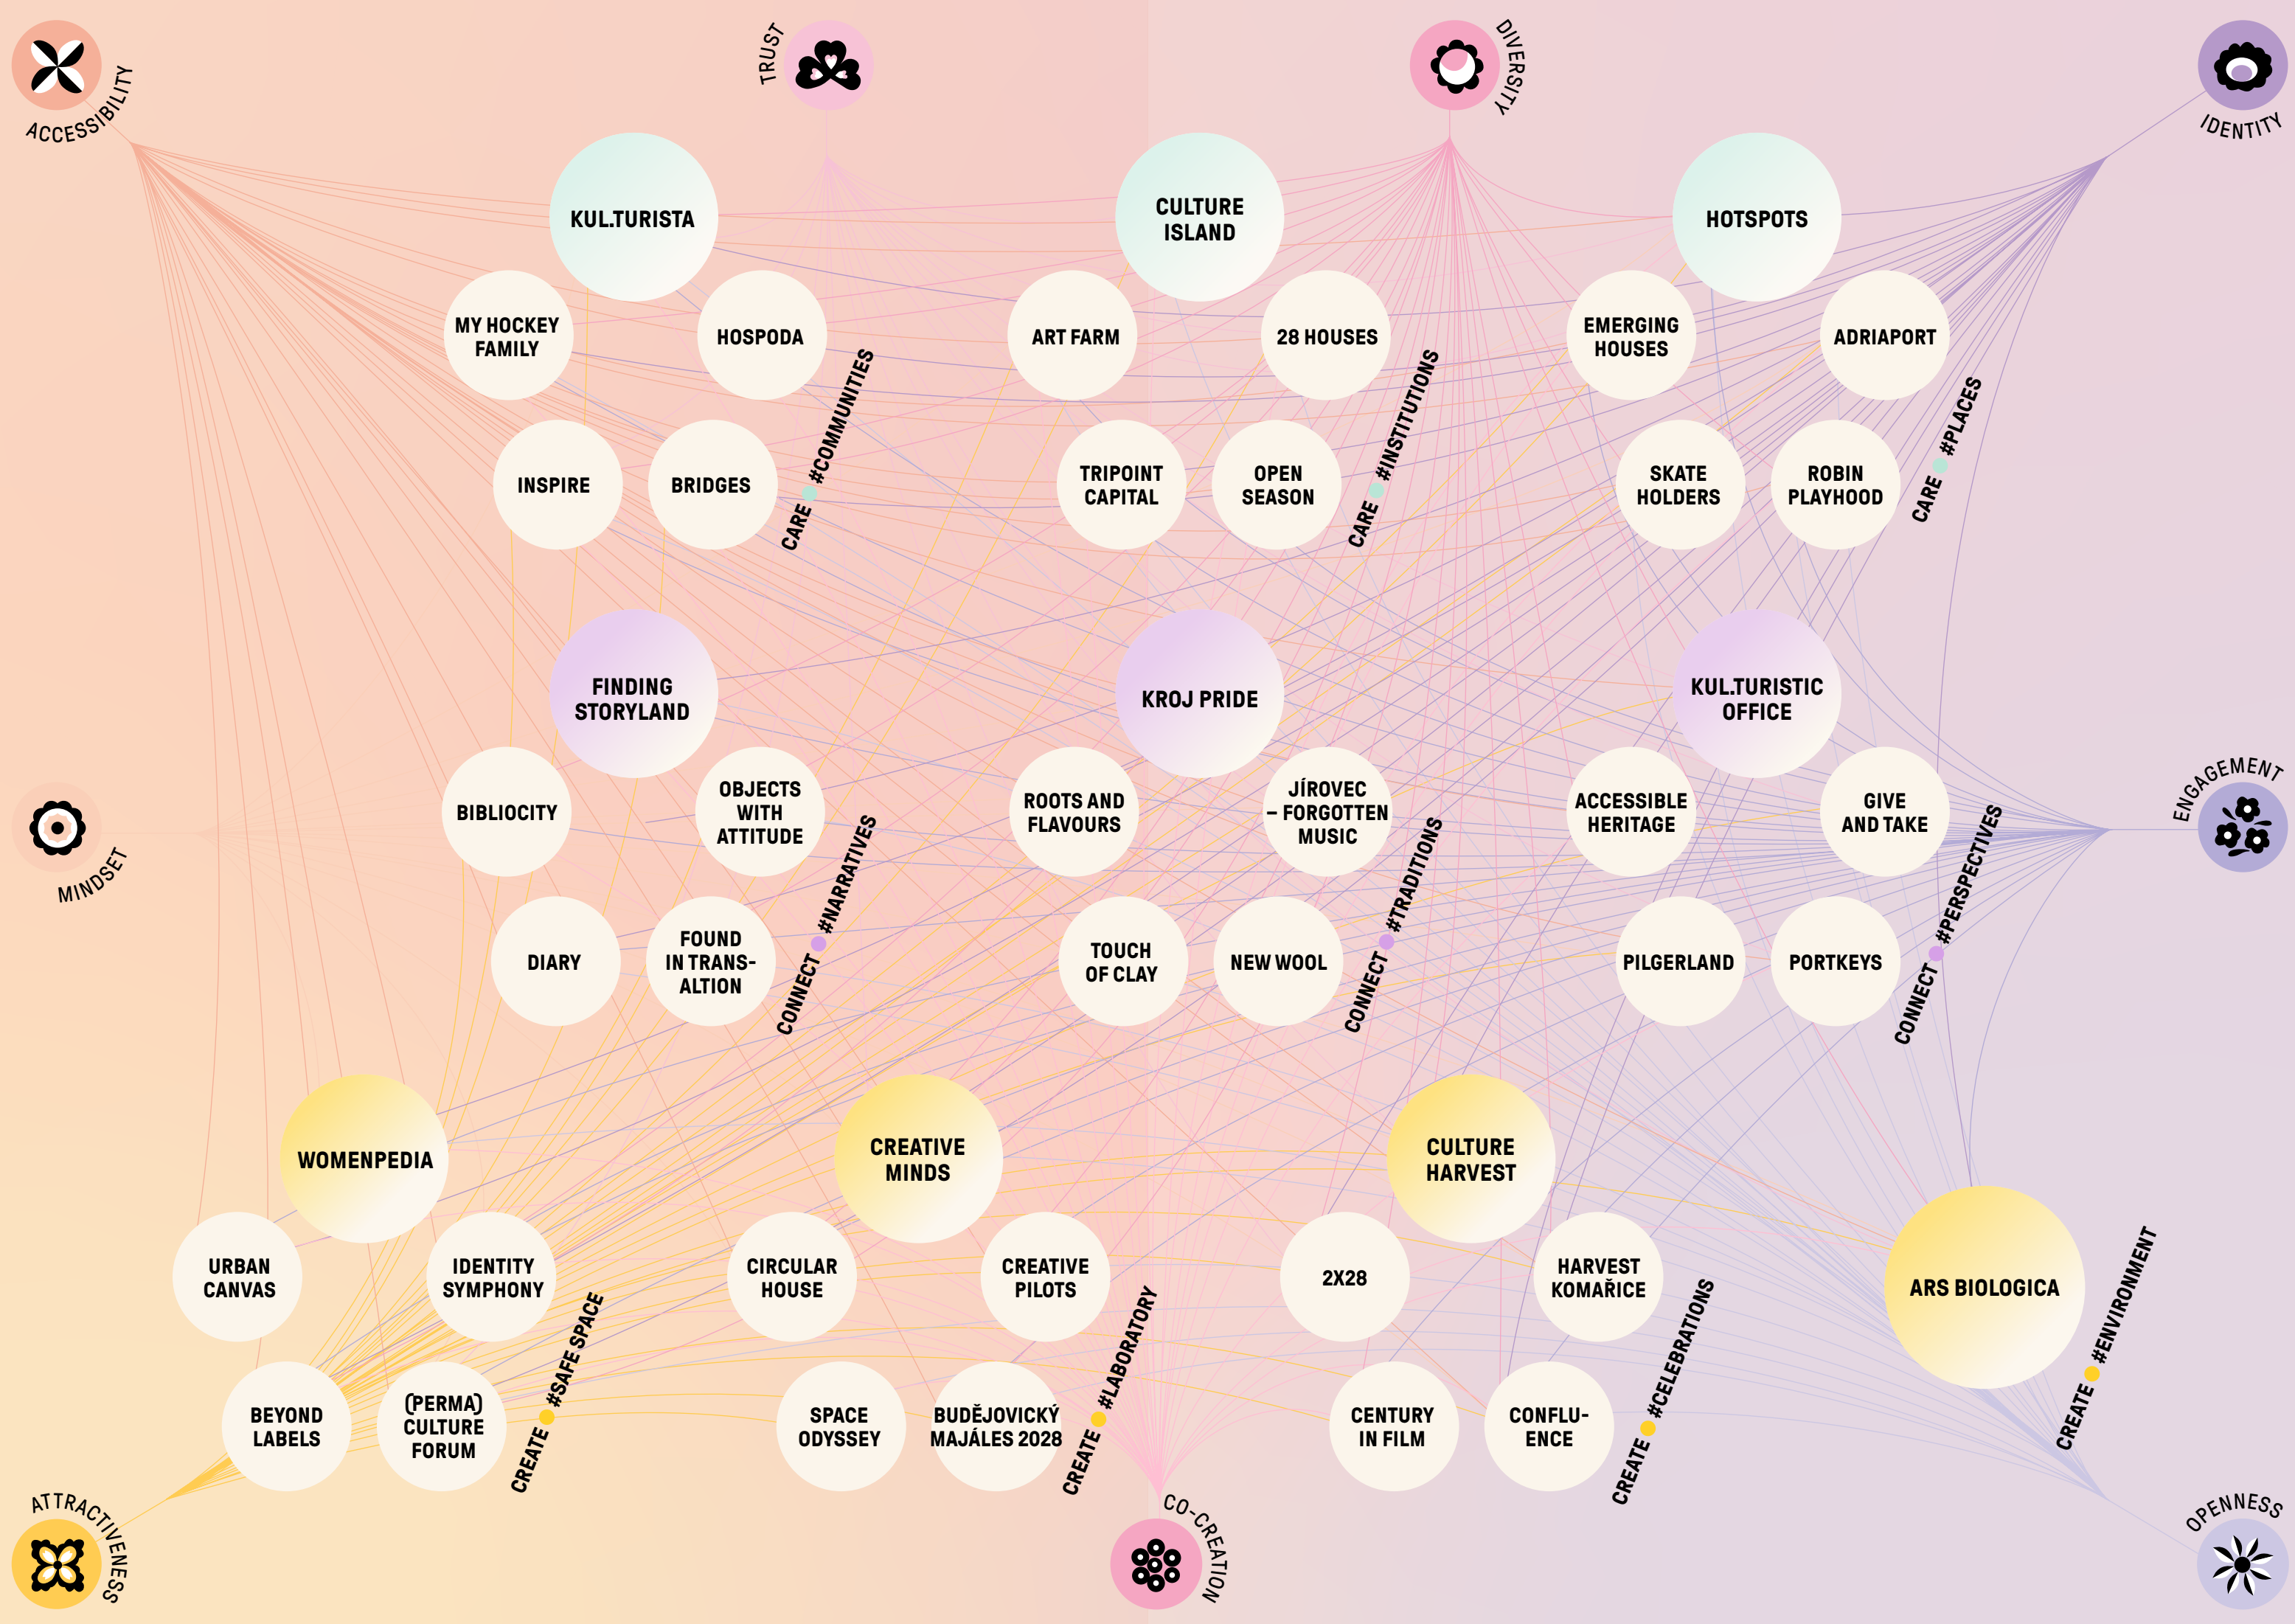 ACCESSIBILITY
TRUST
DIVERSITY
IDENTITY
KUL.TURISTA
CULTURE
ISLAND
HOTSPOTS
MY HOCKEY
FAMILY
HOSPODA
INSPIRE
BRIDGES
CARE #COMMUNITIES
ART FARM
28 HOUSES
TRIPOINT
CAPITAL
OPEN
SEASON
CARE #INSTITUTIONS
EMERGING
HOUSES
ADRIAPORT
SKATE
HOLDERS
ROBIN
PLAYHOOD
CARE #PLACES
FINDING
STORYLAND
KROJ PRIDE
KUL.TURISTIC
OFFICE
MINDSET
BIBLIOCITY
OBJECTS
WITH
ATTITUDE
DIARY
FOUND
IN TRANS-
ALTION
CONNECT #NARRATIVES
ROOTS AND
FLAVOURS
JÍROVEC
– FORGOTTEN
MUSIC
TOUCH
OF CLAY
NEW WOOL
CONNECT #TRADITIONS
ACCESSIBLE
HERITAGE
GIVE
AND TAKE
PILGERLAND
PORTKEYS
CONNECT #PERSPECTIVES
ENGAGEMENT
WOMENPEDIA
CREATIVE
MINDS
CULTURE
HARVEST
ARS BIOLOGICA
URBAN
CANVAS
IDENTITY
SYMPHONY
BEYOND
LABELS
(PERMA)
CULTURE
FORUM
CREATE #SAFE SPACE
CIRCULAR
HOUSE
CREATIVE
PILOTS
SPACE
ODYSSEY
BUDĚJOVICKÝ
MAJÁLES 2028
CREATE #LABORATORY
2X28
HARVEST
KOMAŘICE
CENTURY
IN FILM
CONFLU-
ENCE
CREATE #CELEBRATIONS
CREATE #ENVIRONMENT
ATTRACTIVENESS
CO-CREATION
OPENNESS